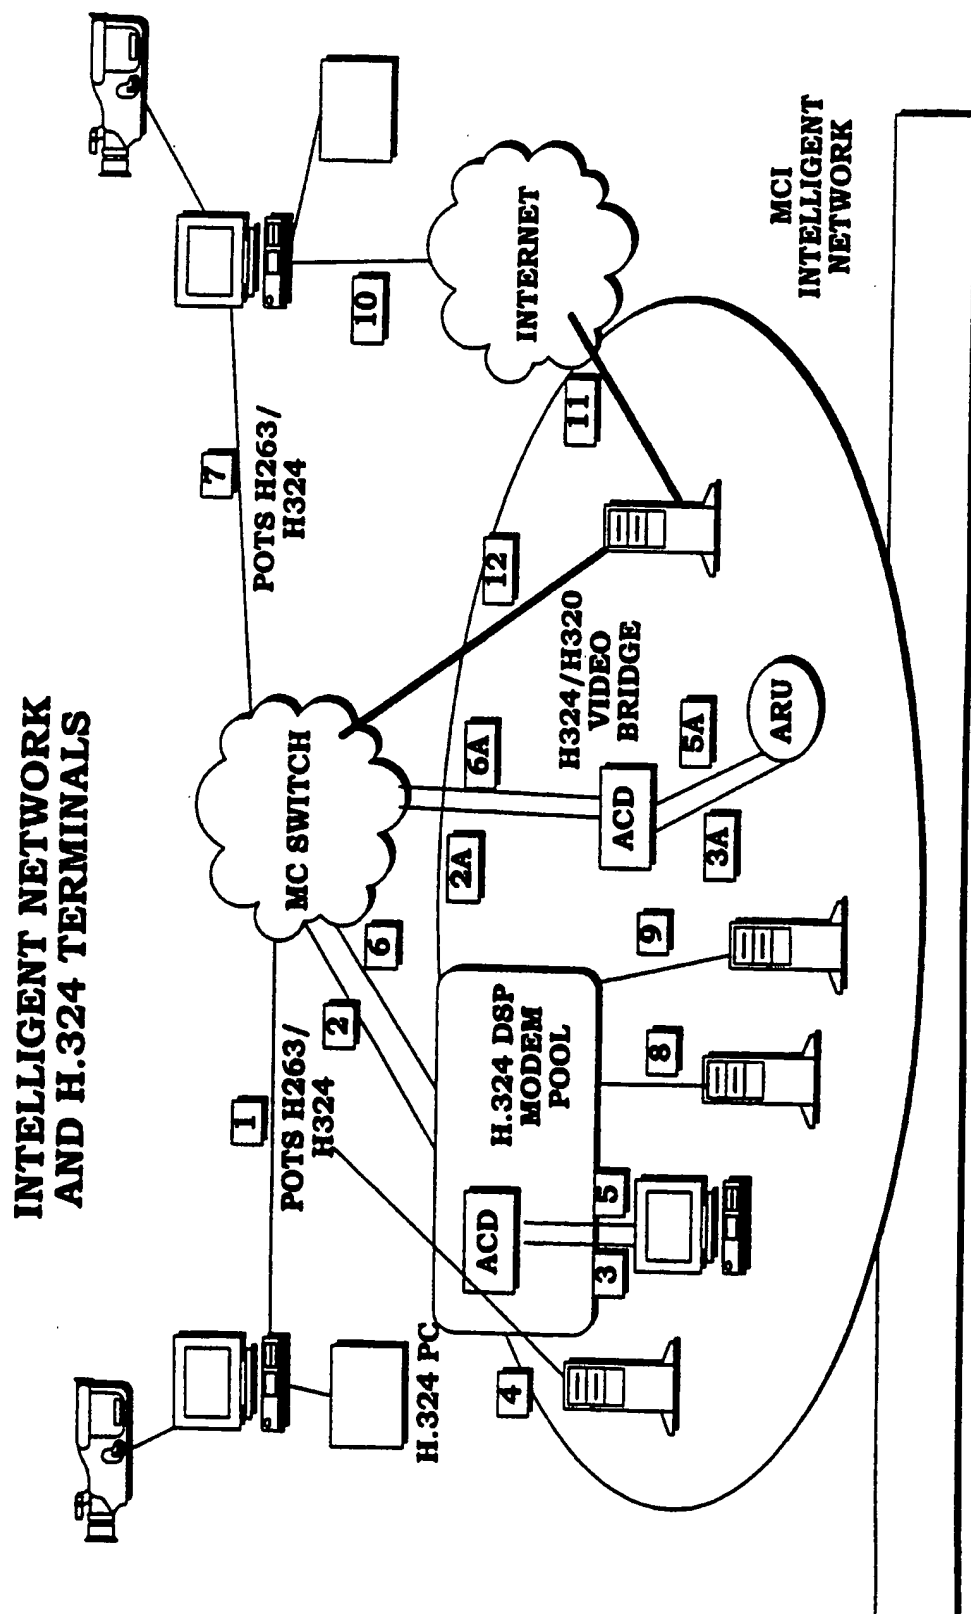 INTELLIGENT NETWORK
AND H.324 TERMINALS
1
POTS H263/
H324
7
POTS H263/
H324
MC SWITCH
H.324 PC
2
6
10
INTERNET
4
ACD
H.324 DSP
MODEM
POOL
3
5
8
9
2A
6A
12
11
ACD
H324/H320
VIDEO
BRIDGE
3A
5A
ARU
MCI
INTELLIGENT
NETWORK